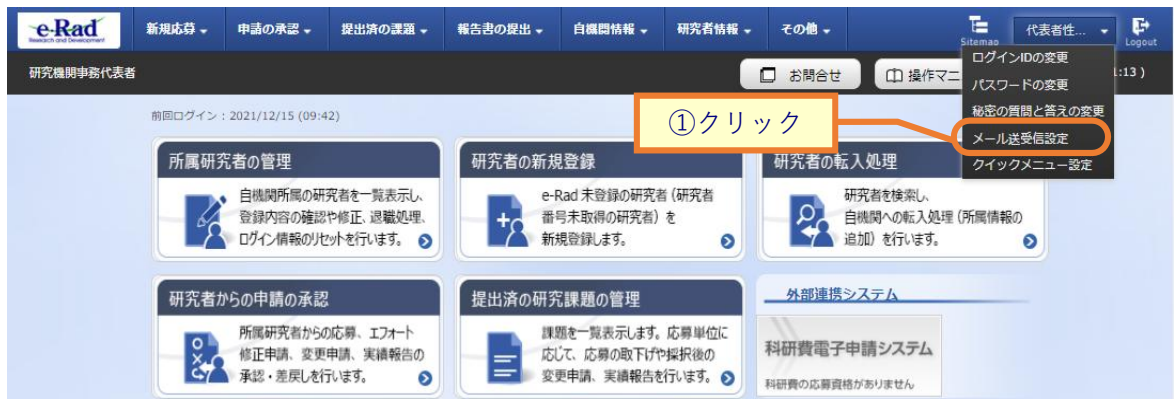 e-Rad
Research and Development
新規応募
申請の承認
提出済の課題
報告書の提出
自機関情報
研究者情報
その他
Sitemap
代表者性...
Logout
研究機関事務代表者
お問合せ
操作マニ
:13 )
ログインIDの変更
パスワードの変更
秘密の質問と答えの変更
メール送受信設定
クイックメニュー設定
前回ログイン : 2021/12/15 (09:42)
①クリック
所属研究者の管理
自機関所属の研究者を一覧表示し、
登録内容の確認や修正、退職処理、
ログイン情報のリセットを行います。
研究者の新規登録
e-Rad 未登録の研究者 (研究者
番号未取得の研究者) を
新規登録します。
研究者の転入処理
研究者を検索し、
自機関への転入処理 (所属情報の
追加) を行います。
研究者からの申請の承認
所属研究者からの応募、エフォート
修正申請、変更申請、実績報告の
承認・差戻しを行います。
提出済の研究課題の管理
課題を一覧表示します。応募単位に
応じて、応募の取下げや採択後の
変更申請、実績報告を行います。
外部連携システム
科研費電子申請システム
科研費の応募資格がありません